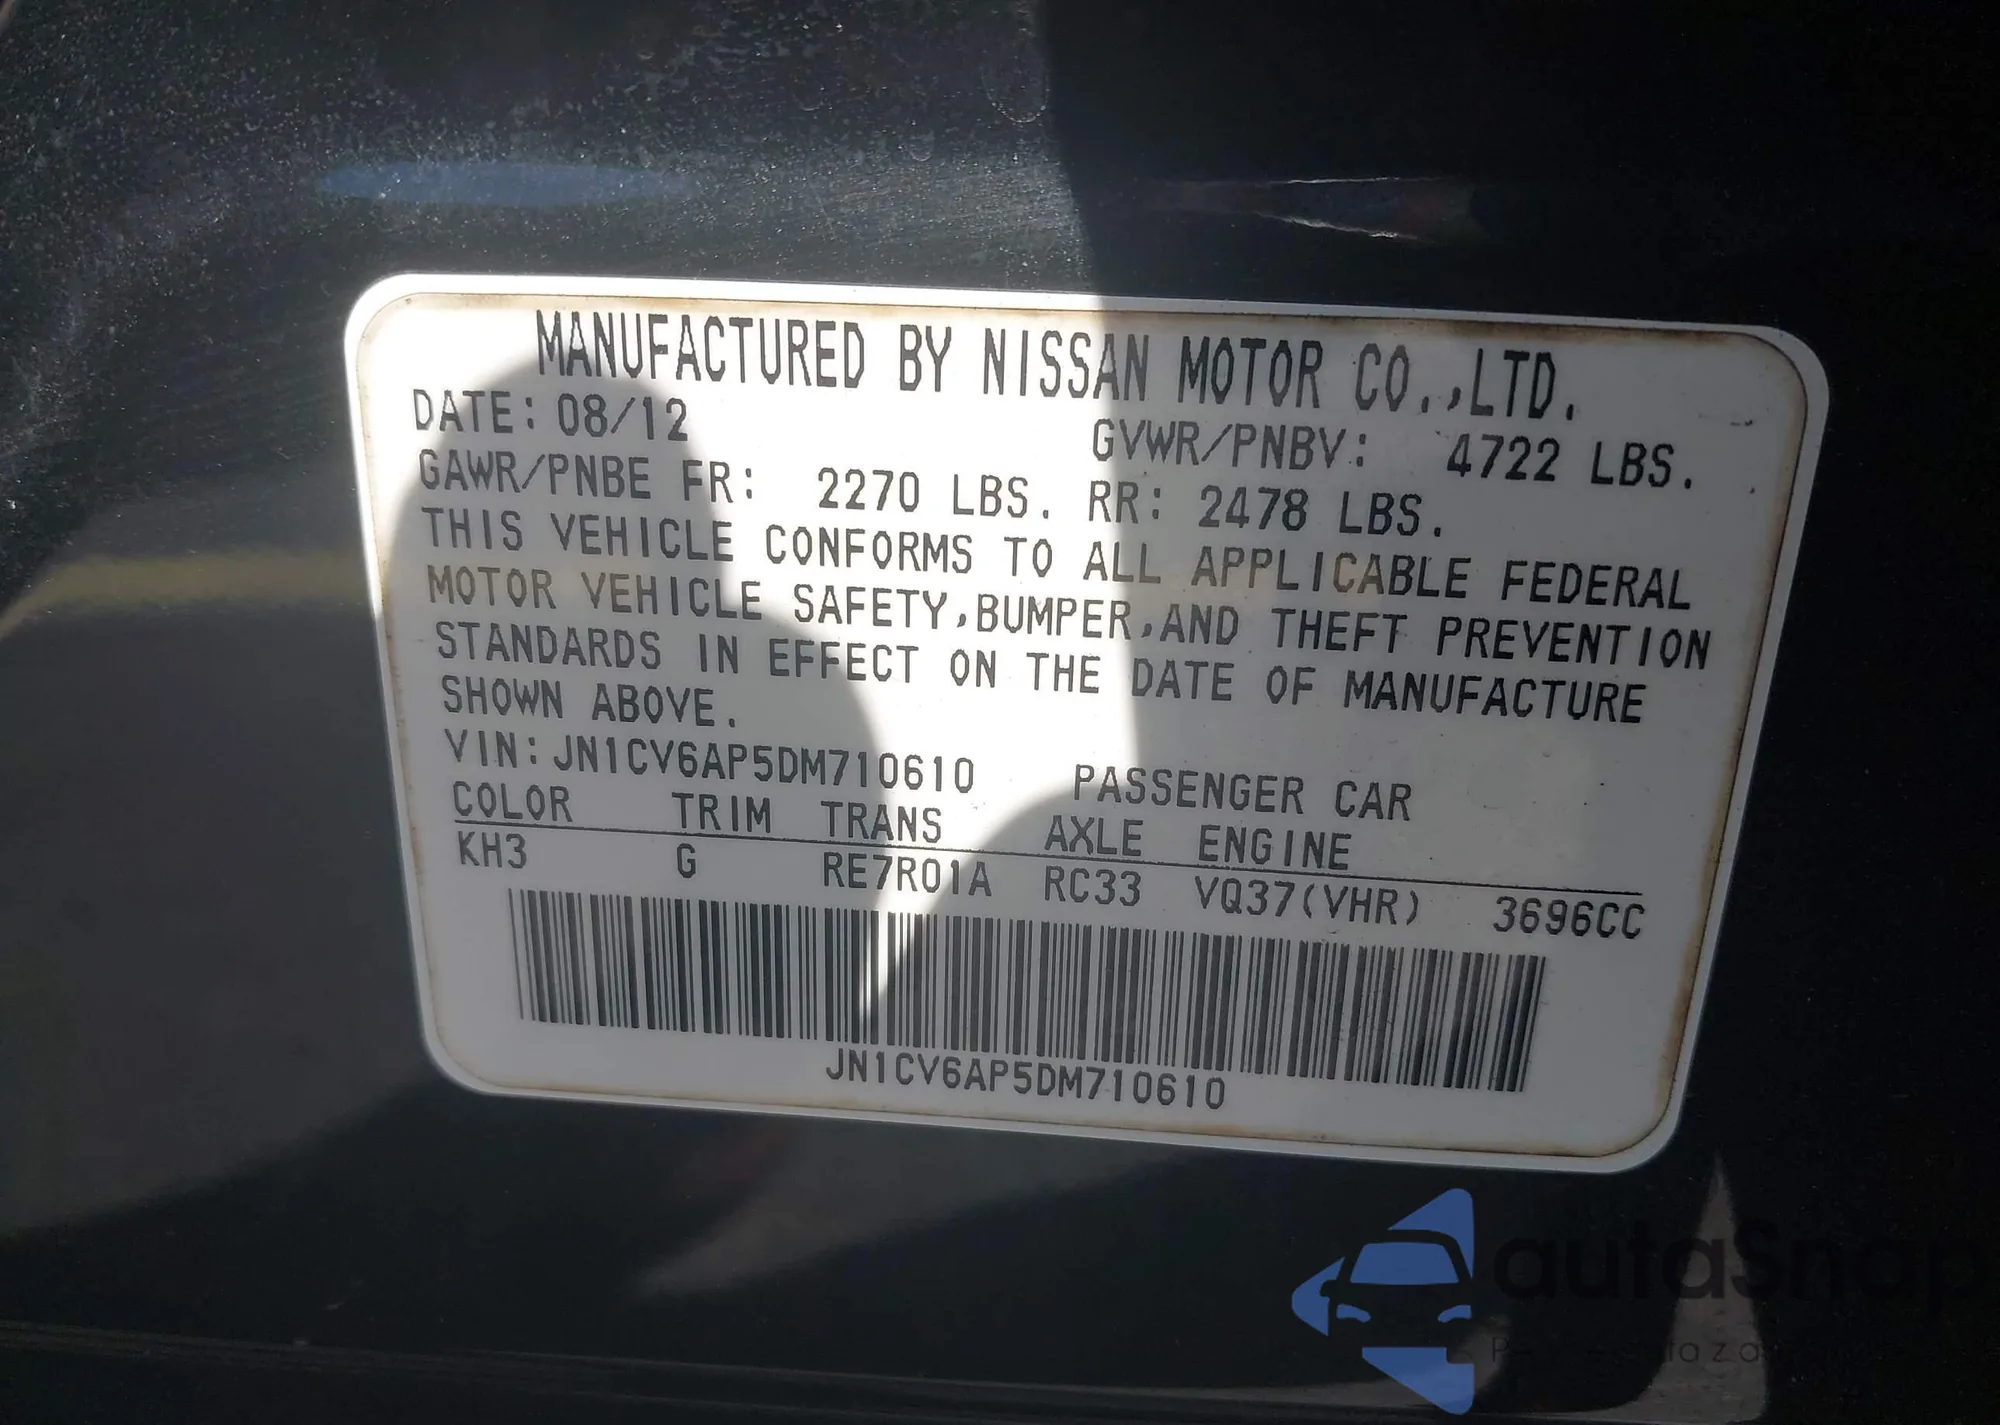 MANUFACTURED BY NISSAN MOTOR CO.,LTD.
DATE: 08/12 GVWR/PNBV: 4722 LBS.
GAWR/PNBE FR: 2270 LBS. RR: 2478 LBS.
THIS VEHICLE CONFORMS TO ALL APPLICABLE FEDERAL
MOTOR VEHICLE SAFETY,BUMPER,AND THEFT PREVENTION
STANDARDS IN EFFECT ON THE DATE OF MANUFACTURE
SHOWN ABOVE.
VIN: JN1CV6AP5DM710610 PASSENGER CAR
COLOR TRIM TRANS AXLE ENGINE
KH3 G RE7R01A RC33 VQ37(VHR) 3696CC
JN1CV6AP5DM710610
autaSnap